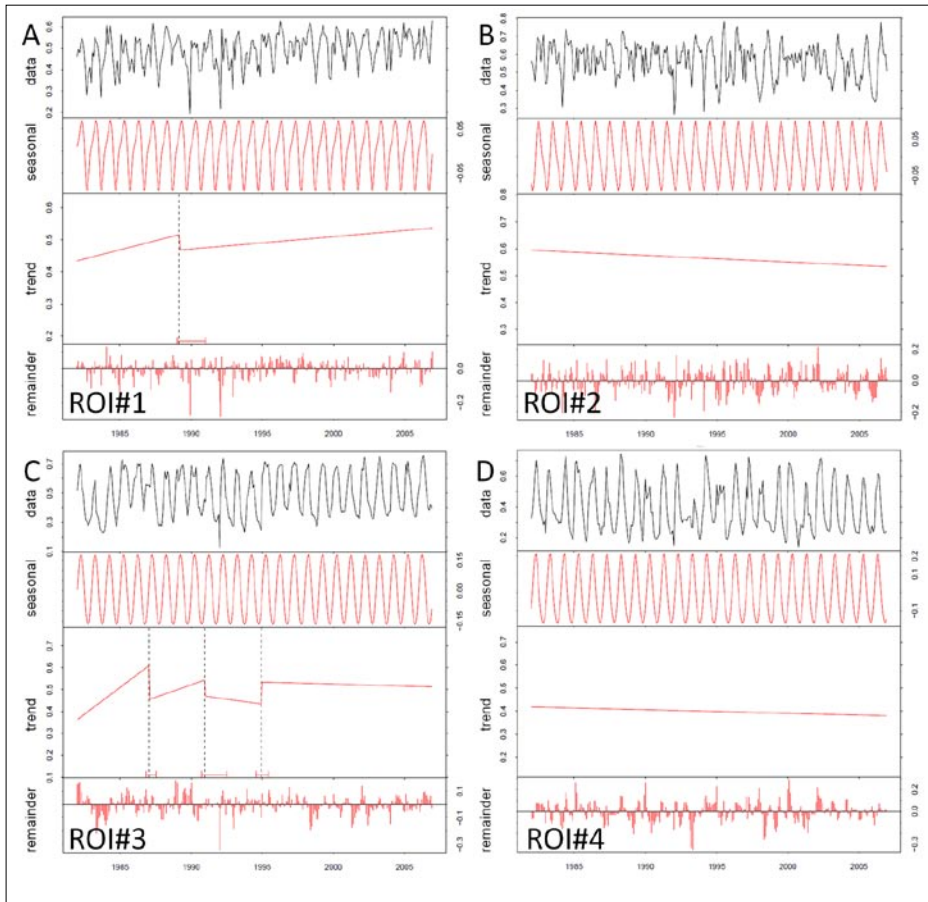 A
data
0.2 0.3 0.4 0.5 0.6
seasonal
-0.05 0.05
trend
0.2 0.3 0.4 0.5 0.6
remainder
-0.2 0.0
ROI#1
1985 1990 1995 2000 2005
B
data
0.3 0.4 0.5 0.6 0.7 0.8
seasonal
-0.05 0.05
trend
0.3 0.4 0.5 0.6 0.7 0.8
remainder
-0.2 0.0 0.2
ROI#2
1985 1990 1995 2000 2005
C
data
0.1 0.3 0.5 0.7
seasonal
-0.15 0.00 0.15
trend
0.1 0.2 0.3 0.4 0.5 0.6 0.7
remainder
-0.3 -0.1 0.1
ROI#3
1985 1990 1995 2000 2005
D
data
0.2 0.4 0.6
seasonal
-0.1 0.1 0.2
trend
0.2 0.3 0.4 0.5 0.6 0.7
remainder
-0.3 0.0 0.2
ROI#4
1985 1990 1995 2000 2005